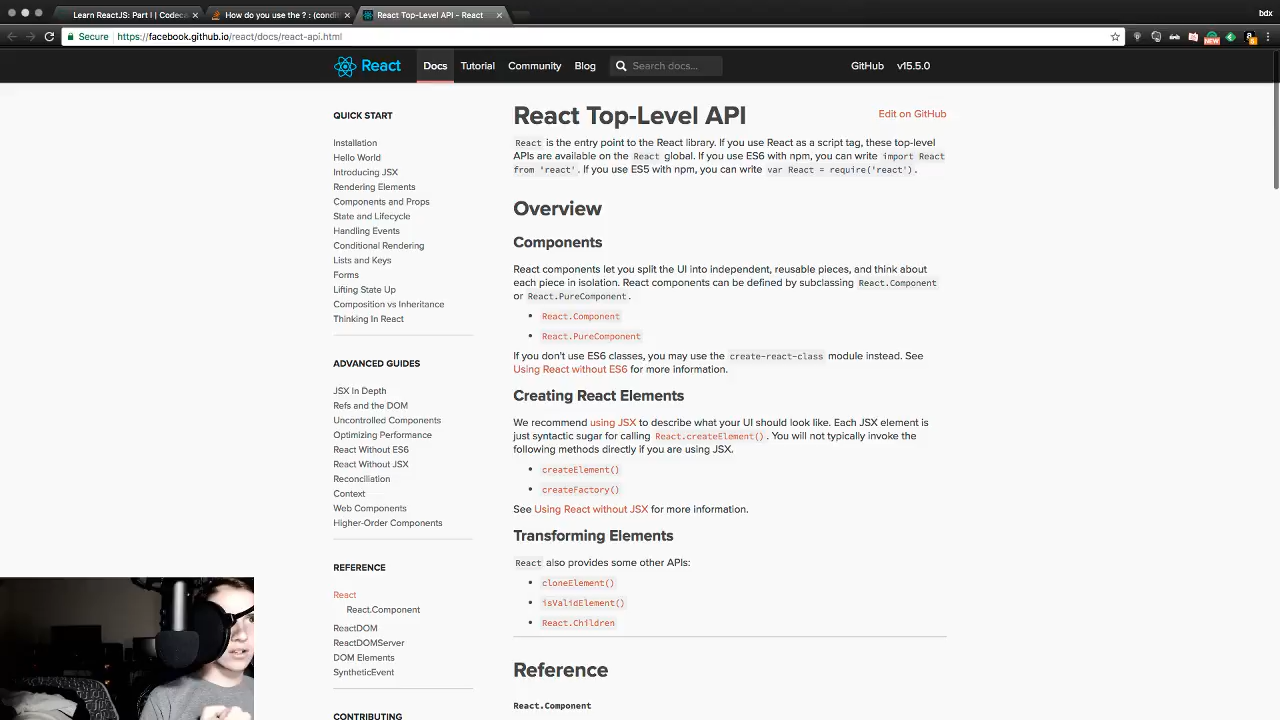 Learn ReactJS: Part I | Codec
How do you use the ? : (condit
React Top-Level API - React
bdx
Secure
https://facebook.github.io/react/docs/react-api.html
React
Docs
Tutorial
Community
Blog
Search docs...
GitHub
v15.5.0
QUICK START
Installation
Hello World
Introducing JSX
Rendering Elements
Components and Props
State and Lifecycle
Handling Events
Conditional Rendering
Lists and Keys
Forms
Lifting State Up
Composition vs Inheritance
Thinking In React
ADVANCED GUIDES
JSX In Depth
Refs and the DOM
Uncontrolled Components
Optimizing Performance
React Without ES6
React Without JSX
Reconciliation
Context
Web Components
Higher-Order Components
REFERENCE
React
React.Component
ReactDOM
ReactDOMServer
DOM Elements
SyntheticEvent
CONTRIBUTING
React Top-Level API
Edit on GitHub
React is the entry point to the React library. If you use React as a script tag, these top-level
APIs are available on the React global. If you use ES6 with npm, you can write import React
from 'react'. If you use ES5 with npm, you can write var React = require('react').
Overview
Components
React components let you split the UI into independent, reusable pieces, and think about
each piece in isolation. React components can be defined by subclassing React.Component
or React.PureComponent.
• React.Component
• React.PureComponent
If you don't use ES6 classes, you may use the create-react-class module instead. See
Using React without ES6 for more information.
Creating React Elements
We recommend using JSX to describe what your UI should look like. Each JSX element is
just syntactic sugar for calling React.createElement(). You will not typically invoke the
following methods directly if you are using JSX.
• createElement()
• createFactory()
See Using React without JSX for more information.
Transforming Elements
React also provides some other APIs:
• cloneElement()
• isValidElement()
• React.Children
Reference
React.Component